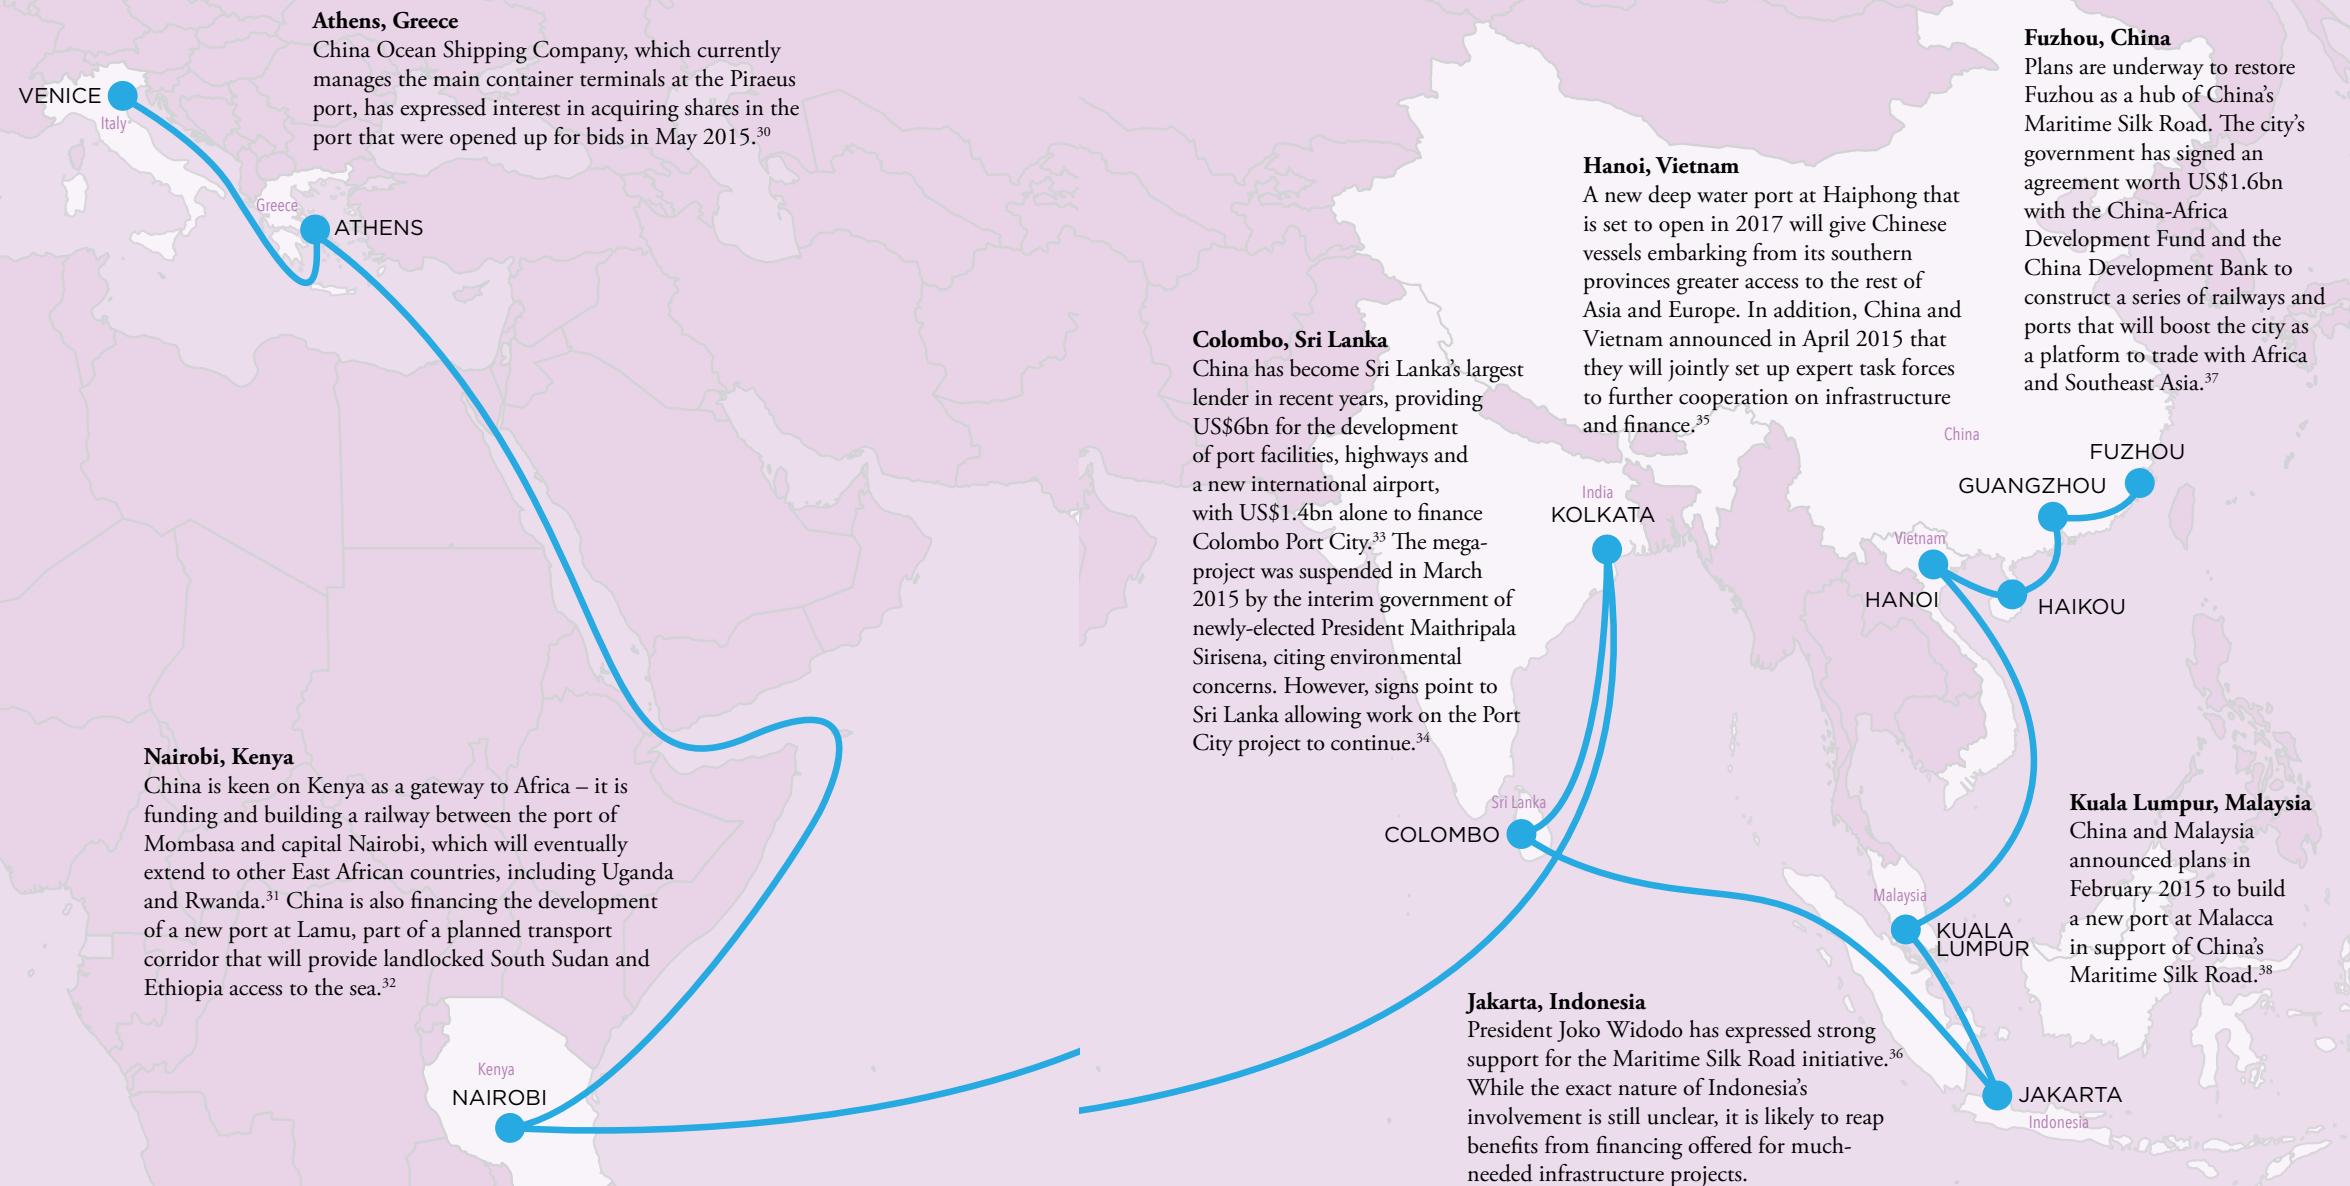 Athens, Greece
China Ocean Shipping Company, which currently
manages the main container terminals at the Piraeus
port, has expressed interest in acquiring shares in the
port that were opened up for bids in May 2015.30
VENICE
Italy
Greece
ATHENS
Nairobi, Kenya
China is keen on Kenya as a gateway to Africa – it is
funding and building a railway between the port of
Mombasa and capital Nairobi, which will eventually
extend to other East African countries, including Uganda
and Rwanda.31 China is also financing the development
of a new port at Lamu, part of a planned transport
corridor that will provide landlocked South Sudan and
Ethiopia access to the sea.32
Kenya
NAIROBI
Colombo, Sri Lanka
China has become Sri Lanka's largest
lender in recent years, providing
US$6bn for the development
of port facilities, highways and
a new international airport,
with US$1.4bn alone to finance
Colombo Port City.33 The mega-
project was suspended in March
2015 by the interim government of
newly-elected President Maithripala
Sirisena, citing environmental
concerns. However, signs point to
Sri Lanka allowing work on the Port
City project to continue.34
Sri Lanka
COLOMBO
Hanoi, Vietnam
A new deep water port at Haiphong that
is set to open in 2017 will give Chinese
vessels embarking from its southern
provinces greater access to the rest of
Asia and Europe. In addition, China and
Vietnam announced in April 2015 that
they will jointly set up expert task forces
to further cooperation on infrastructure
and finance.35
India
KOLKATA
Fuzhou, China
Plans are underway to restore
Fuzhou as a hub of China's
Maritime Silk Road. The city's
government has signed an
agreement worth US$1.6bn
with the China-Africa
Development Fund and the
China Development Bank to
construct a series of railways and
ports that will boost the city as
a platform to trade with Africa
and Southeast Asia.37
China
FUZHOU
GUANGZHOU
Vietnam
HANOI
HAIKOU
Kuala Lumpur, Malaysia
China and Malaysia
announced plans in
February 2015 to build
a new port at Malacca
in support of China's
Maritime Silk Road.38
Malaysia
KUALA
LUMPUR
Jakarta, Indonesia
President Joko Widodo has expressed strong
support for the Maritime Silk Road initiative.36
While the exact nature of Indonesia's
involvement is still unclear, it is likely to reap
benefits from financing offered for much-
needed infrastructure projects.
JAKARTA
Indonesia